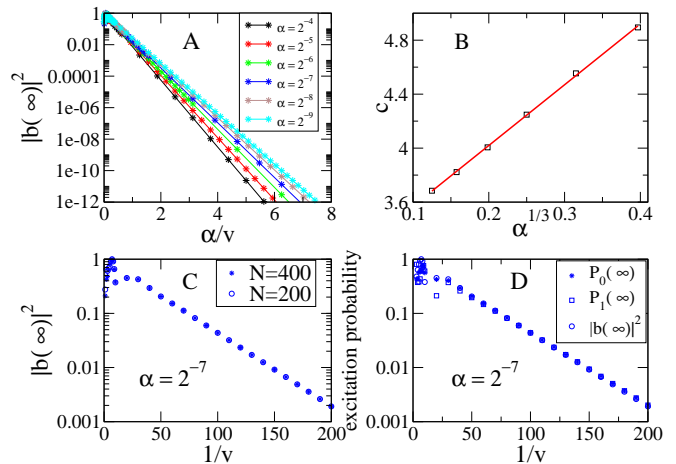 A
|b(∞)|²
1
0.01
0.0001
1e-06
1e-08
1e-10
1e-12
0 2 4 6 8
α/v
α = 2⁻⁴
α = 2⁻⁵
α = 2⁻⁶
α = 2⁻⁷
α = 2⁻⁸
α = 2⁻⁹
B
c
4.8
4.4
4
3.6
0.1 0.2 0.3 0.4
α^1/3
C
|b(∞)|²
1
0.1
0.01
0.001
0 50 100 150 200
1/v
N=400
N=200
α = 2⁻⁷
D
excitation probability
1
0.1
0.01
0.001
0 50 100 150 200
1/v
P₀(∞)
P₁(∞)
|b(∞)|²
α = 2⁻⁷